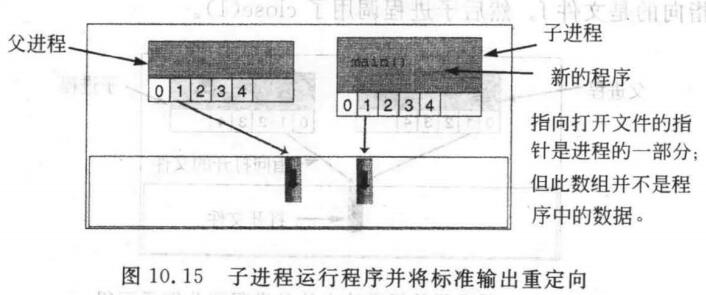 指向的是文件f。然后子进程调用了 close(1)。
父进程
子进程
main()
新的程序
0 1 2 3 4
0 1 2 3 4
指向打开文件的指
针是进程的一部分;
但此数组并不是程
序中的数据。
图 10.15 子进程运行程序并将标准输出重定向